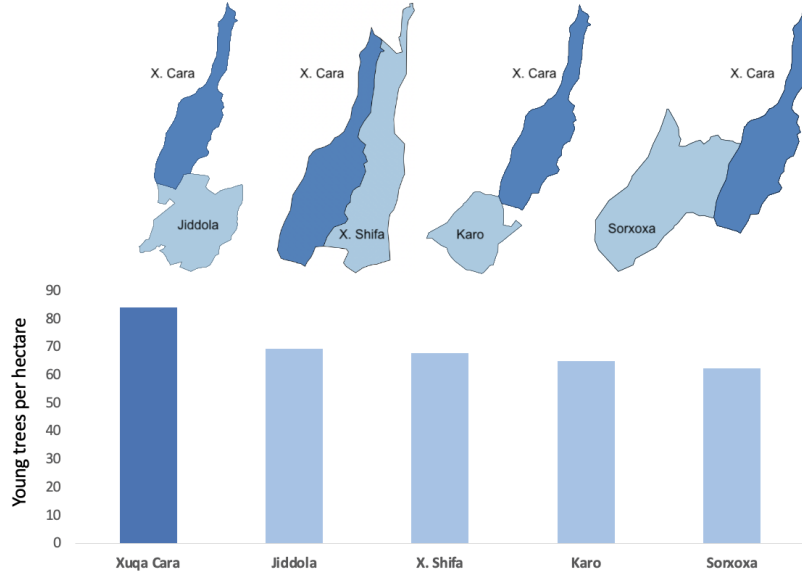 X. Cara
X. Cara
X. Cara
X. Cara
Jiddola
X. Shifa
Karo
Sorxoxa
Young trees per hectare
90
80
70
60
50
40
30
20
10
0
Xuqa Cara
Jiddola
X. Shifa
Karo
Sorxoxa